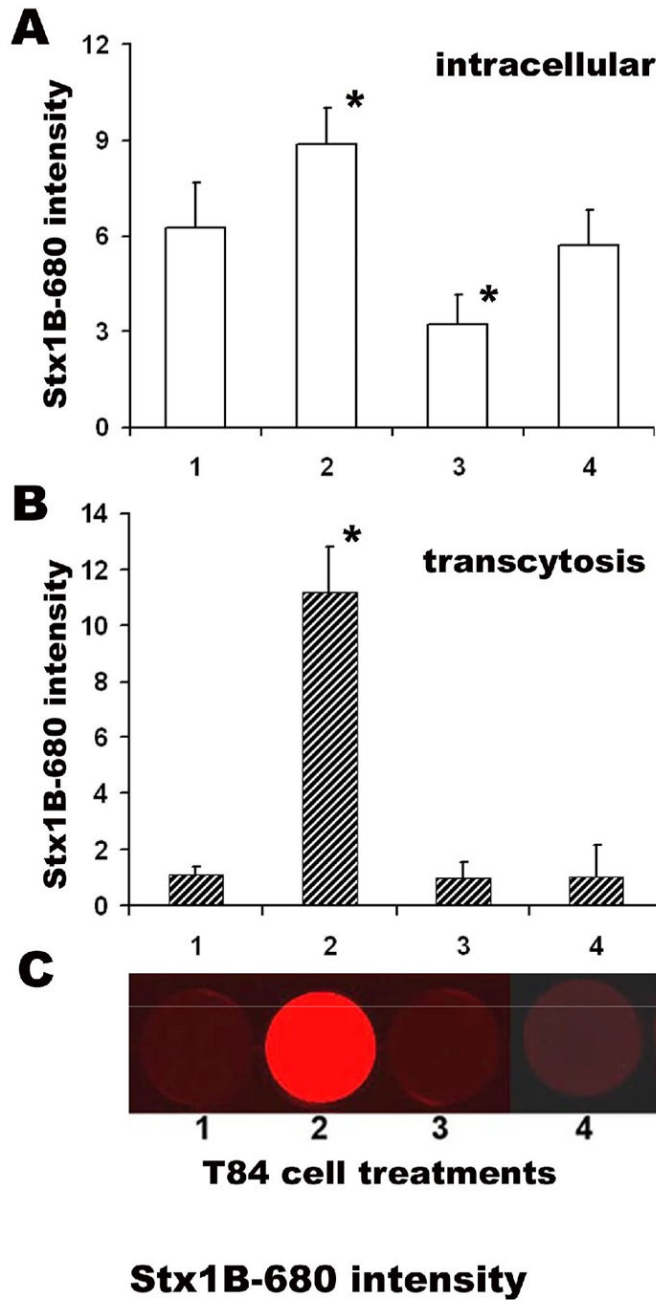 A
Stx1B-680 intensity
12
9
6
3
0
intracellular
*
*
1 2 3 4
B
Stx1B-680 intensity
14
12
10
8
6
4
2
0
transcytosis
*
1 2 3 4
C
1 2 3 4
T84 cell treatments
Stx1B-680 intensity